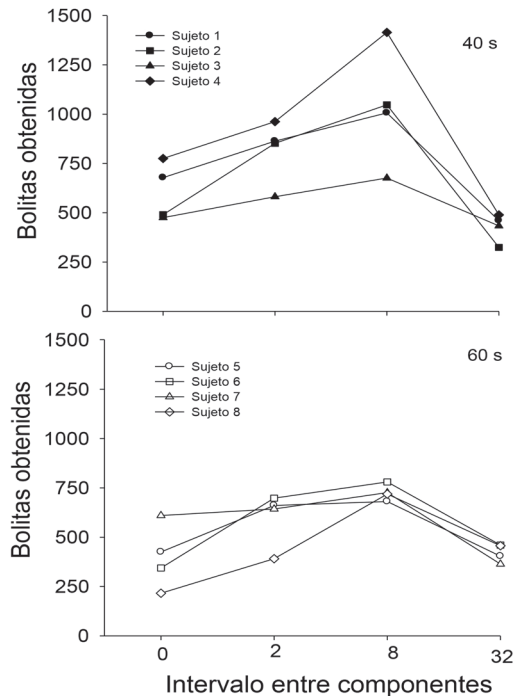 1500
1250
1000
750
500
250
0
Bolitas obtenidas
Sujeto 1
Sujeto 2
Sujeto 3
Sujeto 4
40 s
1500
1250
1000
750
500
250
0
Bolitas obtenidas
Sujeto 5
Sujeto 6
Sujeto 7
Sujeto 8
60 s
0 2 8 32
Intervalo entre componentes